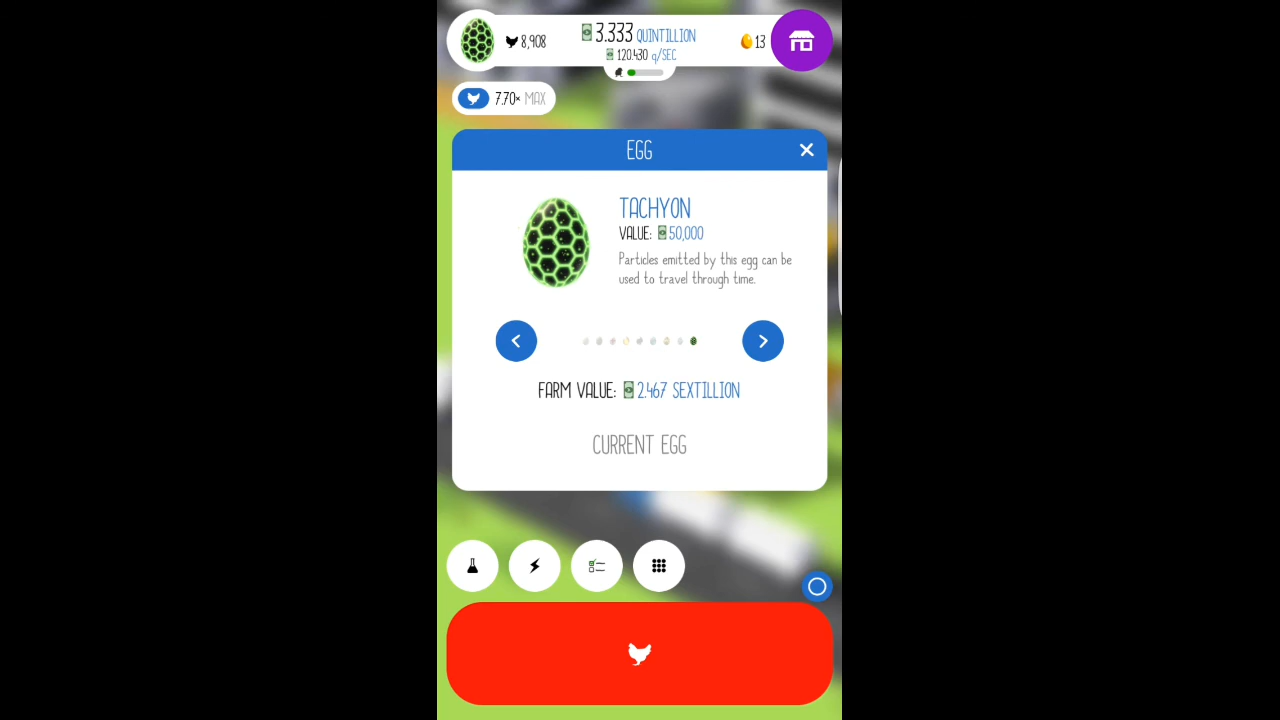 8,908
3.333 QUINTILLION
120.430 q/SEC
13
7.70× MAX
EGG
TACHYON
VALUE: 50,000
Particles emitted by this egg can be
used to travel through time.
FARM VALUE: 2.467 SEXTILLION
CURRENT EGG